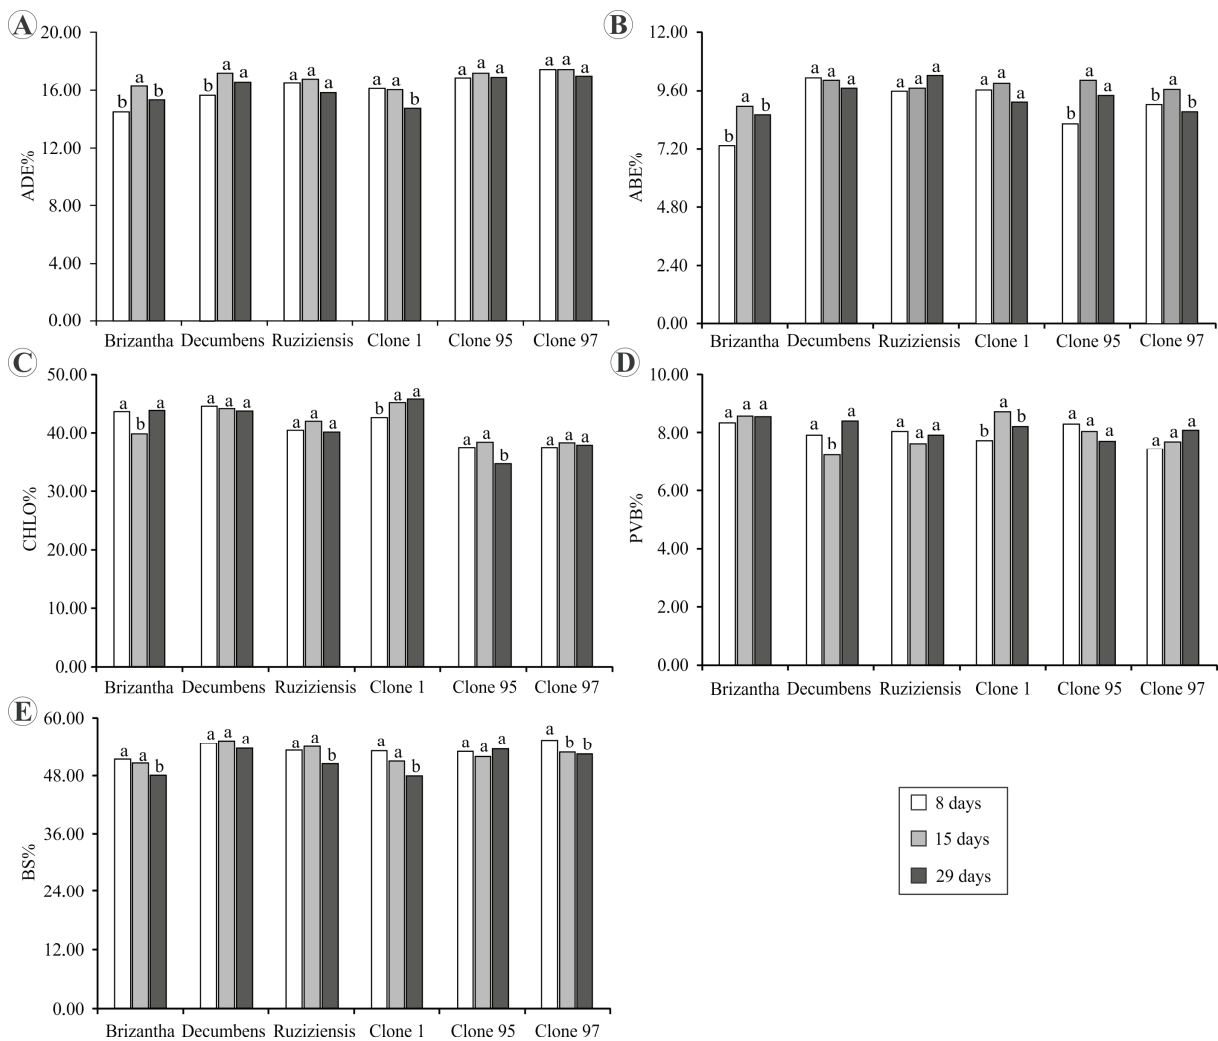 A
20.00
16.00
12.00
8.00
4.00
0.00
ADE%
b a b
b a a
a a a
a a a
a a a
a a a
Brizantha Decumbens Ruziziensis Clone 1 Clone 95 Clone 97
B
12.00
9.60
7.20
4.80
2.40
0.00
ABE%
b a b
a a a
a a a
a a a
b a a
b a b
Brizantha Decumbens Ruziziensis Clone 1 Clone 95 Clone 97
C
50.00
40.00
30.00
20.00
10.00
0.00
CHLO%
a b a
a a a
a a a
b a a
a a b
a a a
Brizantha Decumbens Ruziziensis Clone 1 Clone 95 Clone 97
D
10.00
8.00
6.00
4.00
2.00
0.00
PVB%
a a a
a b a
a a a
b a b
a a a
a a a
Brizantha Decumbens Ruziziensis Clone 1 Clone 95 Clone 97
E
60.00
48.00
36.00
24.00
12.00
0.00
BS%
a a b
a a a
a a b
a a b
a a a
a b b
Brizantha Decumbens Ruziziensis Clone 1 Clone 95 Clone 97
8 days
15 days
29 days